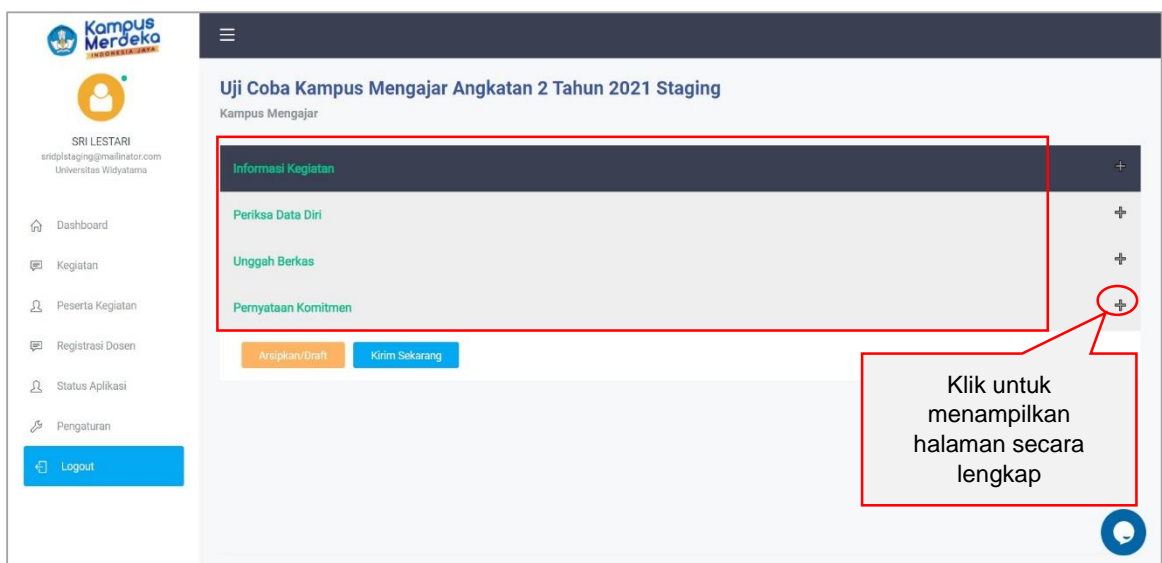 Kampus
Merdeka
INDONESIA JAYA
SRI LESTARI
sridplstaging@mailinator.com
Universitas Widyatama
Dashboard
Kegiatan
Peserta Kegiatan
Registrasi Dosen
Status Aplikasi
Pengaturan
Logout
Uji Coba Kampus Mengajar Angkatan 2 Tahun 2021 Staging
Kampus Mengajar
Informasi Kegiatan
Periksa Data Diri
Unggah Berkas
Pernyataan Komitmen
Arsipkan/Draft
Kirim Sekarang
Klik untuk
menampilkan
halaman secara
lengkap